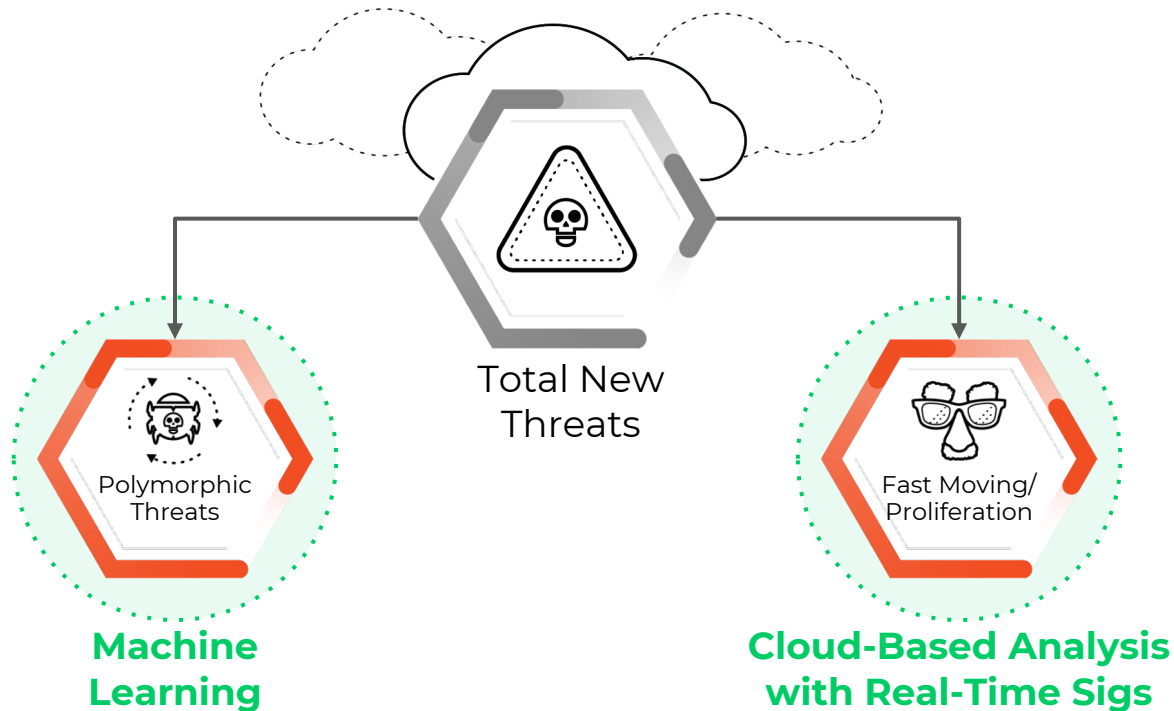 Total New
Threats
Polymorphic
Threats
Fast Moving/
Proliferation
Machine
Learning
Cloud-Based Analysis
with Real-Time Sigs